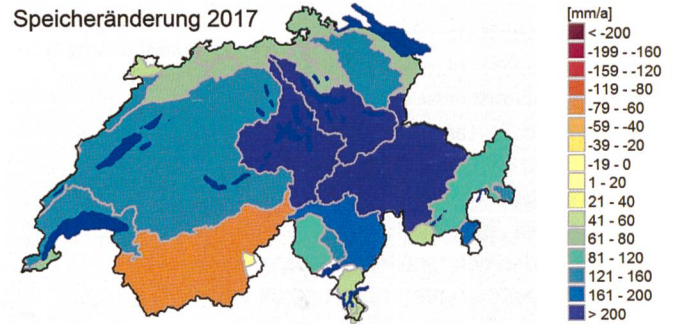 Speicheränderung 2017
[mm/a]
< -200
-199 - -160
-159 - -120
-119 - -80
-79 - -60
-59 - -40
-39 - -20
-19 - 0
1 - 20
21 - 40
41 - 60
61 - 80
81 - 120
121 - 160
161 - 200
> 200